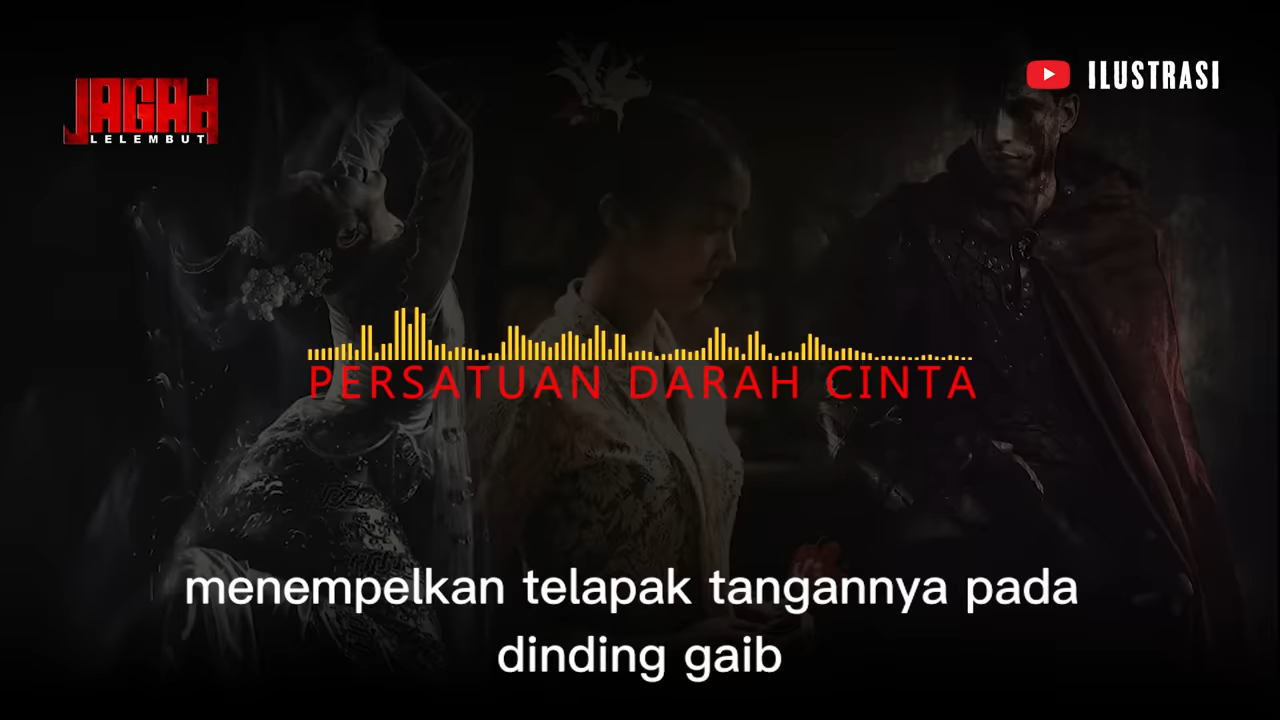 JAGAd
LELEMBUT
ILUSTRASI
PERSATUAN DARAH CINTA
menempelkan telapak tangannya pada
dinding gaib